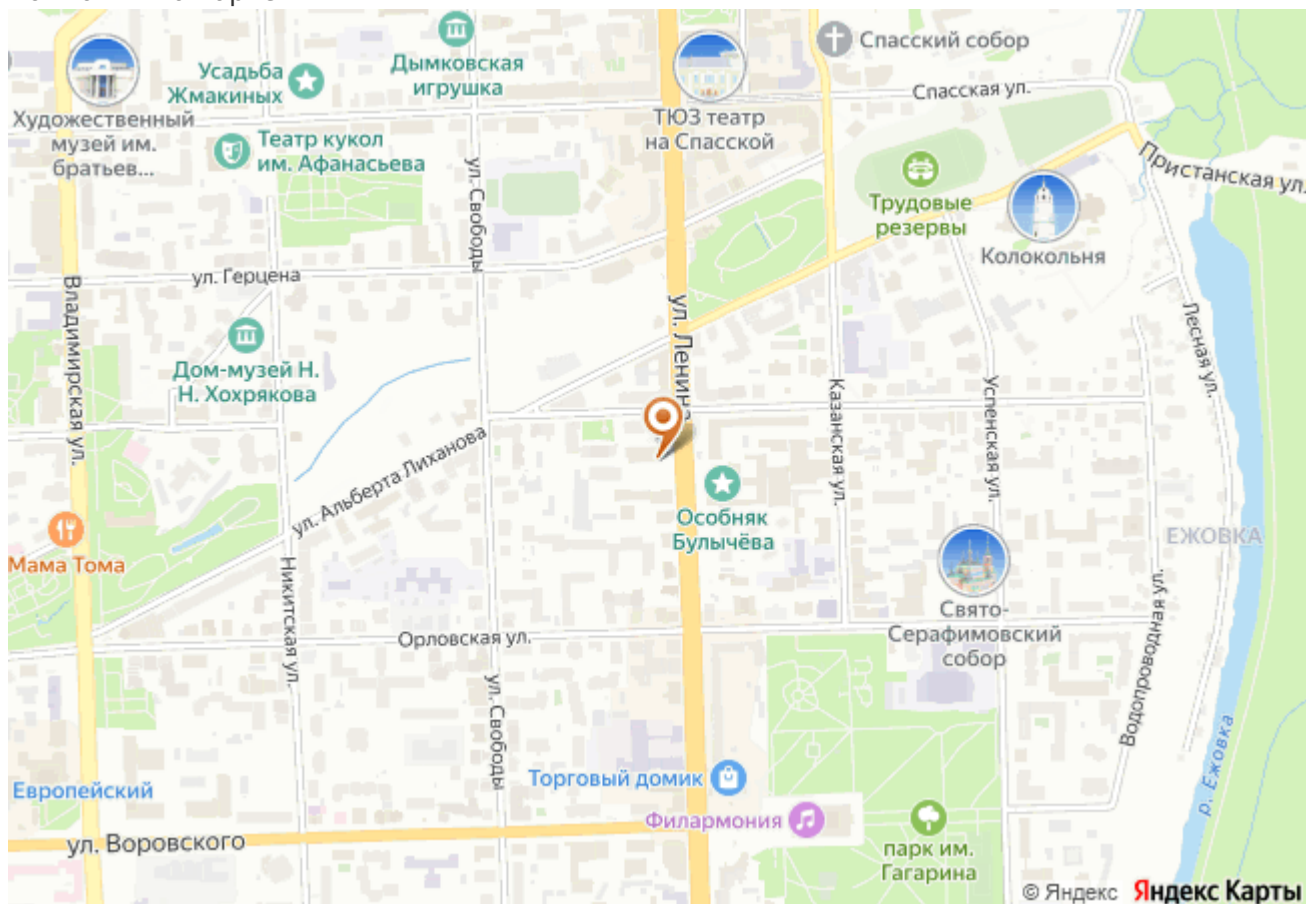 Спасский собор
Дымковская
игрушка
Усадьба
Жмакиных
Спасская ул.
Художественный
музей им.
братьев...
ТЮЗ театр
на Спасской
Театр кукол
им. Афанасьева
Пристанская ул.
ул. Свободы
Трудовые
резервы
Колокольня
ул. Герцена
Владимирская ул.
ул. Ленина
Лесная ул.
Дом-музей Н.
Н. Хохрякова
Казанская ул.
Успенская ул.
ул. Альберта Лиханова
Особняк
Булычёва
ЕЖОВКА
Мама Тома
Никитская ул.
Свято-
Серафимовский
собор
Орловская ул.
Водопроводная ул.
ул. Свободы
р. Ежовка
Торговый домик
Европейский
Филармония
ул. Воровского
парк им.
Гагарина
© Яндекс Яндекс Карты